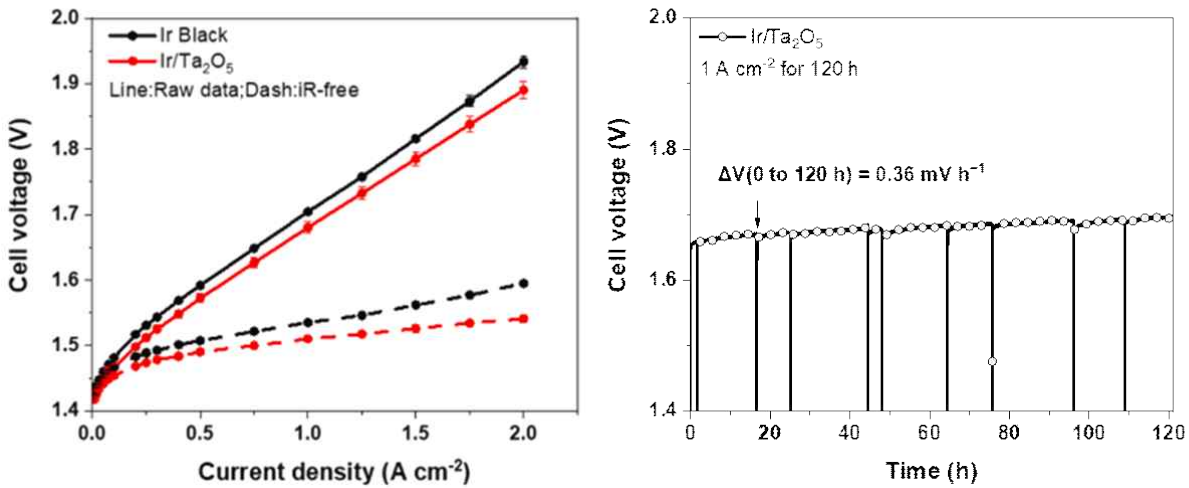 Ir Black
Ir/Ta₂O₅
Line:Raw data;Dash:iR-free
2.0
1.9
1.8
1.7
1.6
1.5
1.4
Cell voltage (V)
0.0 0.5 1.0 1.5 2.0
Current density (A cm⁻²)
Ir/Ta₂O₅
1 A cm⁻² for 120 h
ΔV(0 to 120 h) = 0.36 mV h⁻¹
2.0
1.9
1.8
1.6
1.4
Cell voltage (V)
0 20 40 60 80 100 120
Time (h)